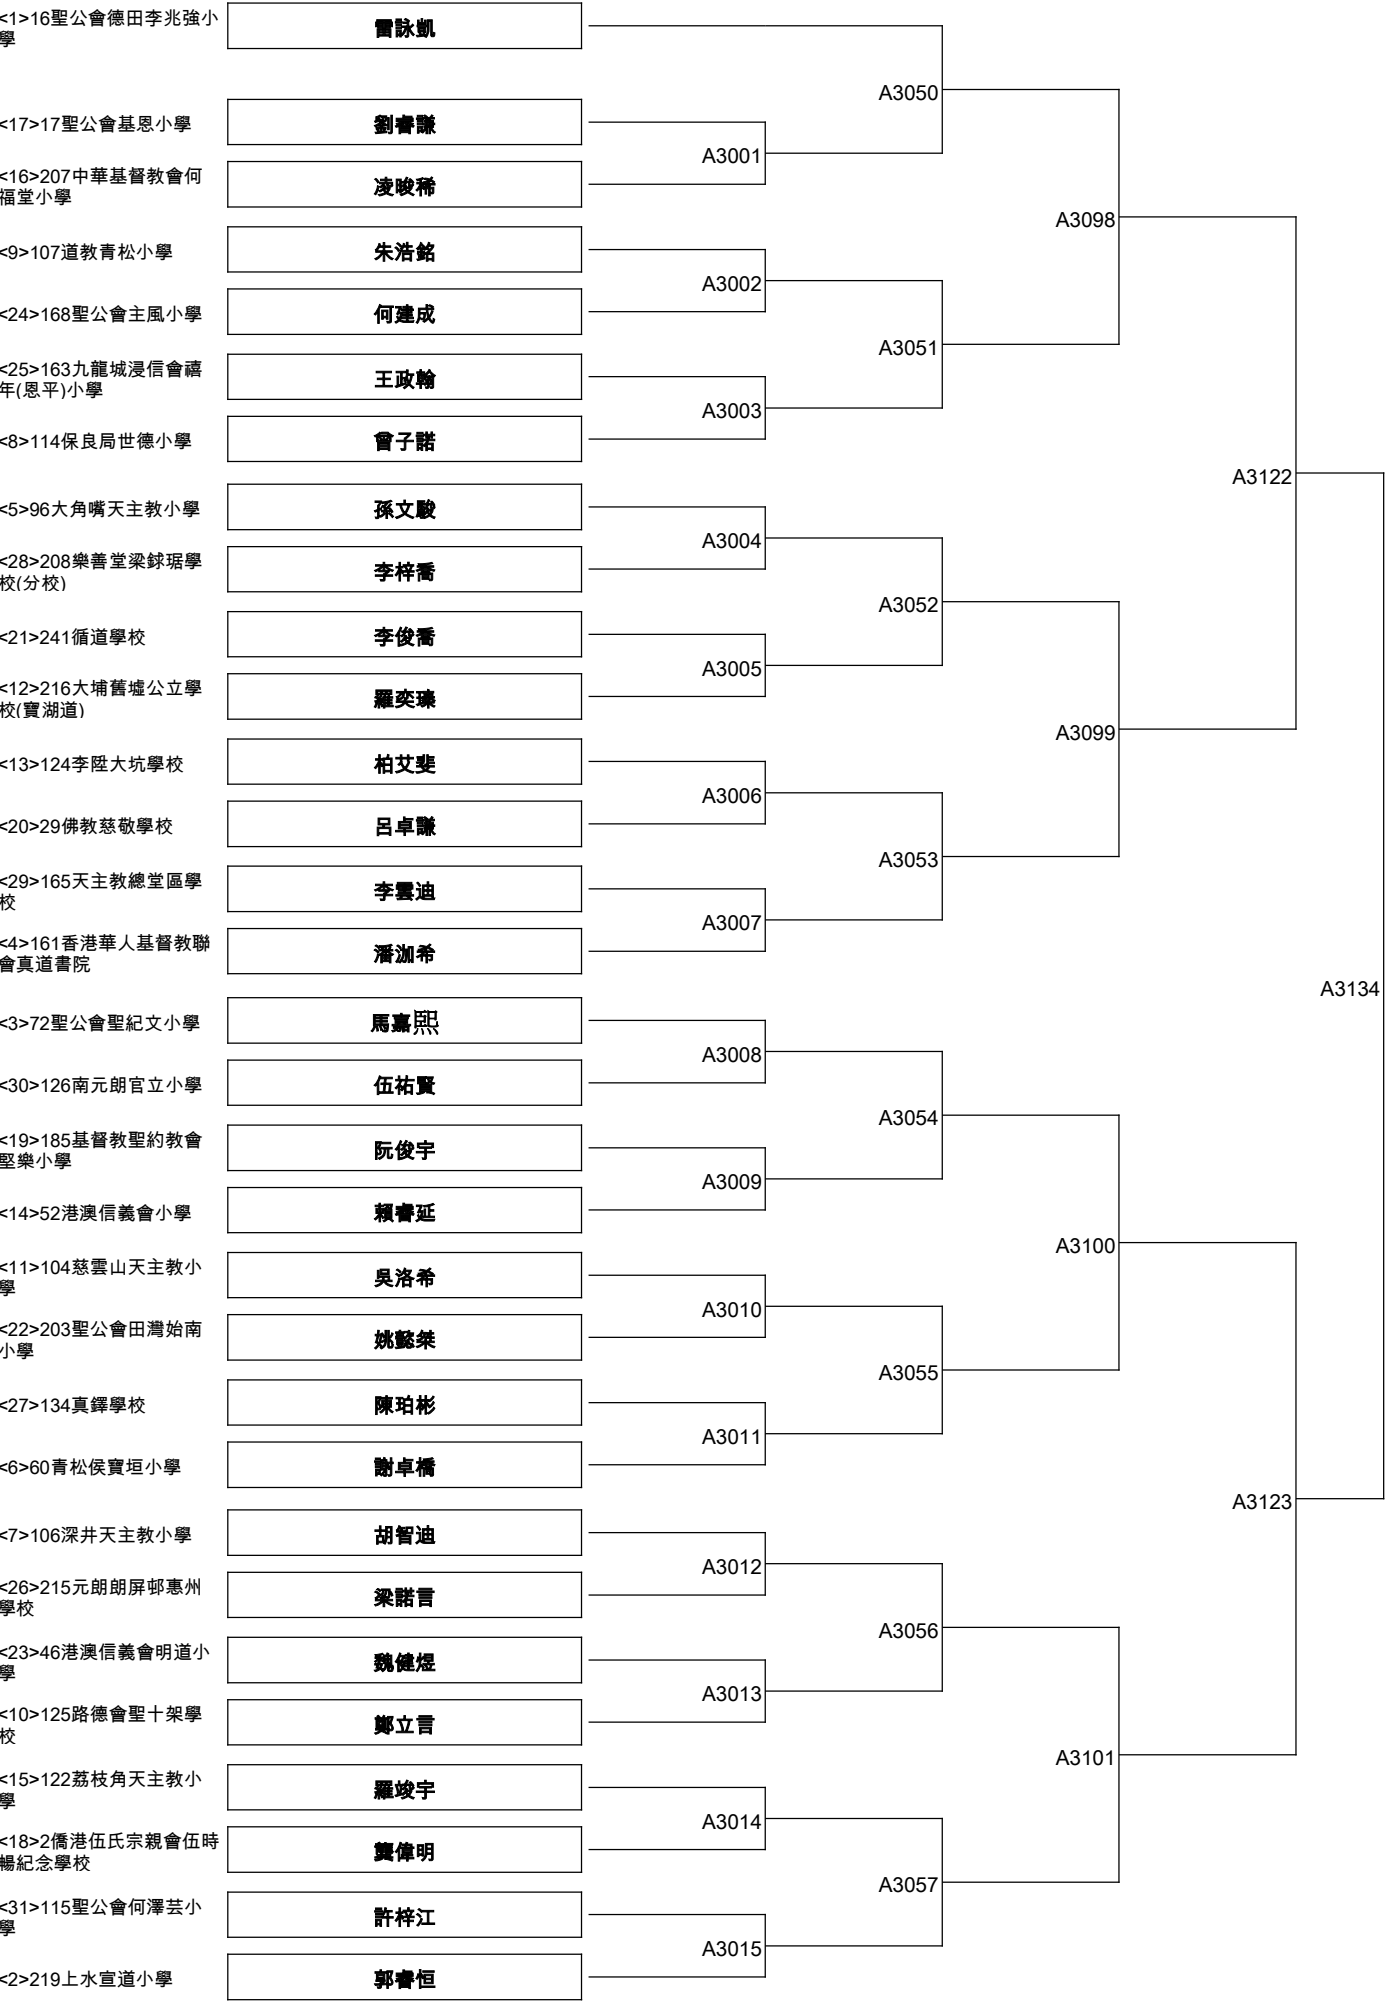 <1>16聖公會德田李兆強小
學
雷詠凱
A3050
<17>17聖公會基恩小學
劉睿謙
A3001
<16>207中華基督教會何
福堂小學
凌晙稀
A3098
<9>107道教青松小學
朱浩銘
A3002
<24>168聖公會主風小學
何建成
A3051
<25>163九龍城浸信會禧
年(恩平)小學
王政翰
A3003
<8>114保良局世德小學
曾子諾
A3122
<5>96大角嘴天主教小學
孫文駿
A3004
<28>208樂善堂梁銶琚學
校(分校)
李梓喬
A3052
<21>241循道學校
李俊喬
A3005
<12>216大埔舊墟公立學
校(寶湖道)
羅奕瑧
A3099
<13>124李陞大坑學校
柏艾斐
A3006
<20>29佛教慈敬學校
呂卓謙
A3053
<29>165天主教總堂區學
校
李雲迪
A3007
<4>161香港華人基督教聯
會真道書院
潘泇希
A3134
<3>72聖公會聖紀文小學
馬嘉熙
A3008
<30>126南元朗官立小學
伍祐賢
A3054
<19>185基督教聖約教會
堅樂小學
阮俊宇
A3009
<14>52港澳信義會小學
賴睿延
A3100
<11>104慈雲山天主教小
學
吳洛希
A3010
<22>203聖公會田灣始南
小學
姚懿桀
A3055
<27>134真鐸學校
陳珀彬
A3011
<6>60青松侯寶垣小學
謝卓橋
A3123
<7>106深井天主教小學
胡智迪
A3012
<26>215元朗朗屏邨惠州
學校
梁諾言
A3056
<23>46港澳信義會明道小
學
魏健煜
A3013
<10>125路德會聖十架學
校
鄭立言
A3101
<15>122荔枝角天主教小
學
羅竣宇
A3014
<18>2僑港伍氏宗親會伍時
暢紀念學校
龔偉明
A3057
<31>115聖公會何澤芸小
學
許梓江
A3015
<2>219上水宣道小學
郭睿恒